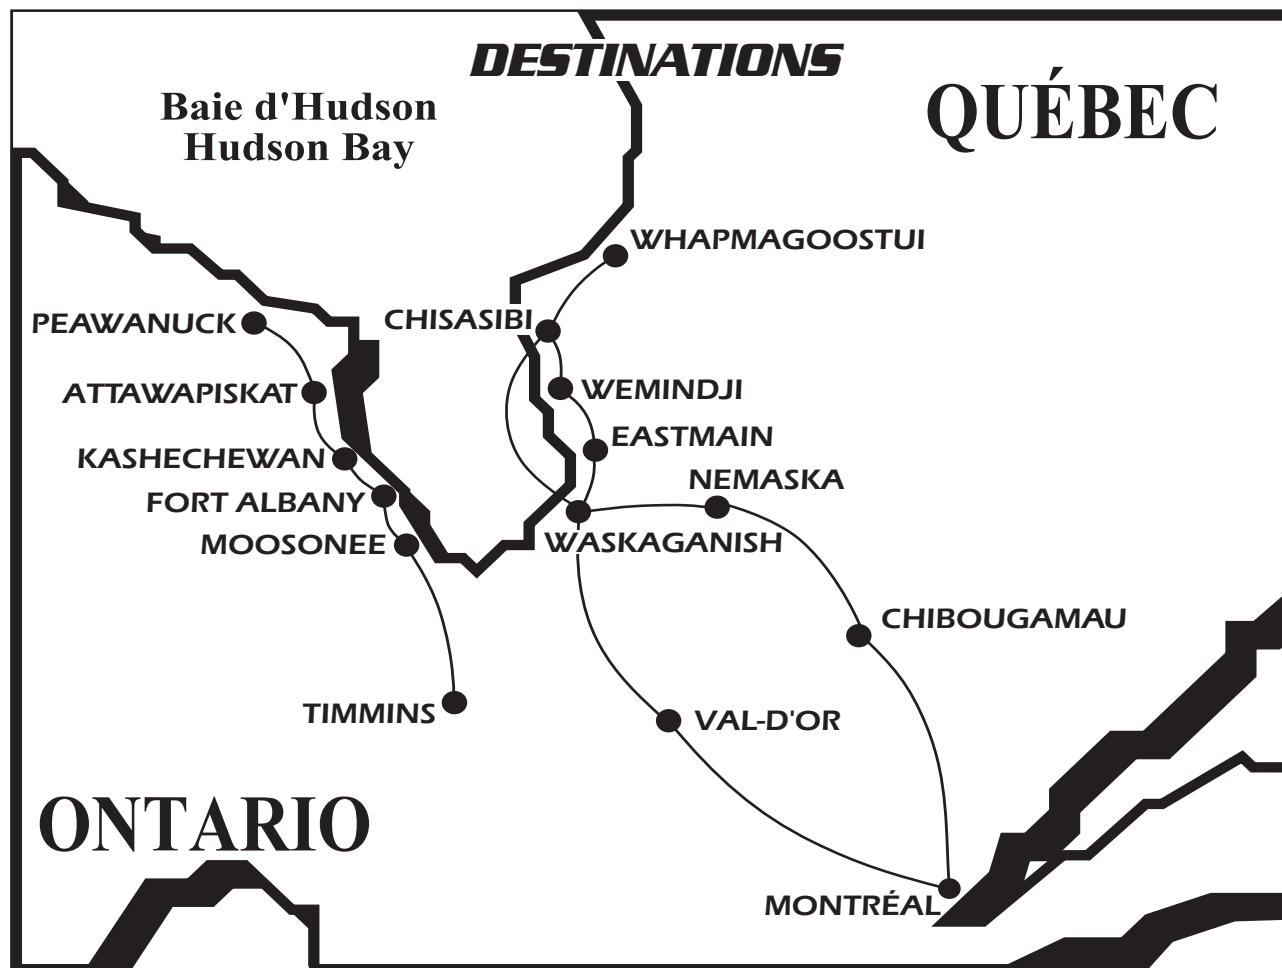 DESTINATIONS
Baie d'Hudson
Hudson Bay
QUÉBEC
WHAPMAGOOSTUI
PEAWANUCK
CHISASIBI
ATTAWAPISKAT
WEMINDJI
EASTMAIN
KASHECHEWAN
NEMASKA
FORT ALBANY
MOOSONEE
WASKAGANISH
CHIBOUGAMAU
TIMMINS
VAL-D'OR
ONTARIO
MONTRÉAL